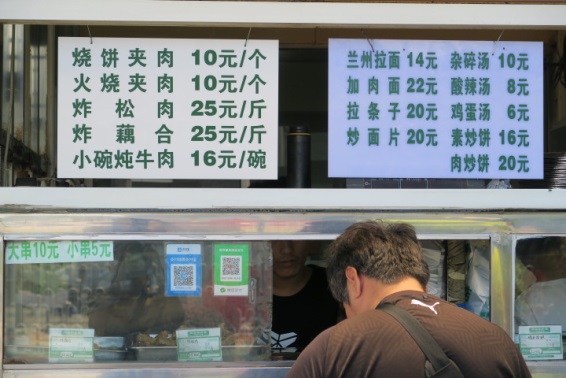 烧饼夹肉 10元/个
火烧夹肉 10元/个
炸松肉 25元/斤
炸藕合 25元/斤
小碗炖牛肉 16元/碗
兰州拉面 14元 杂碎汤 10元
加肉面 22元 酸辣汤 8元
拉条子 20元 鸡蛋汤 6元
炒面片 20元 素炒饼 16元
肉炒饼 20元
大串10元 小串5元